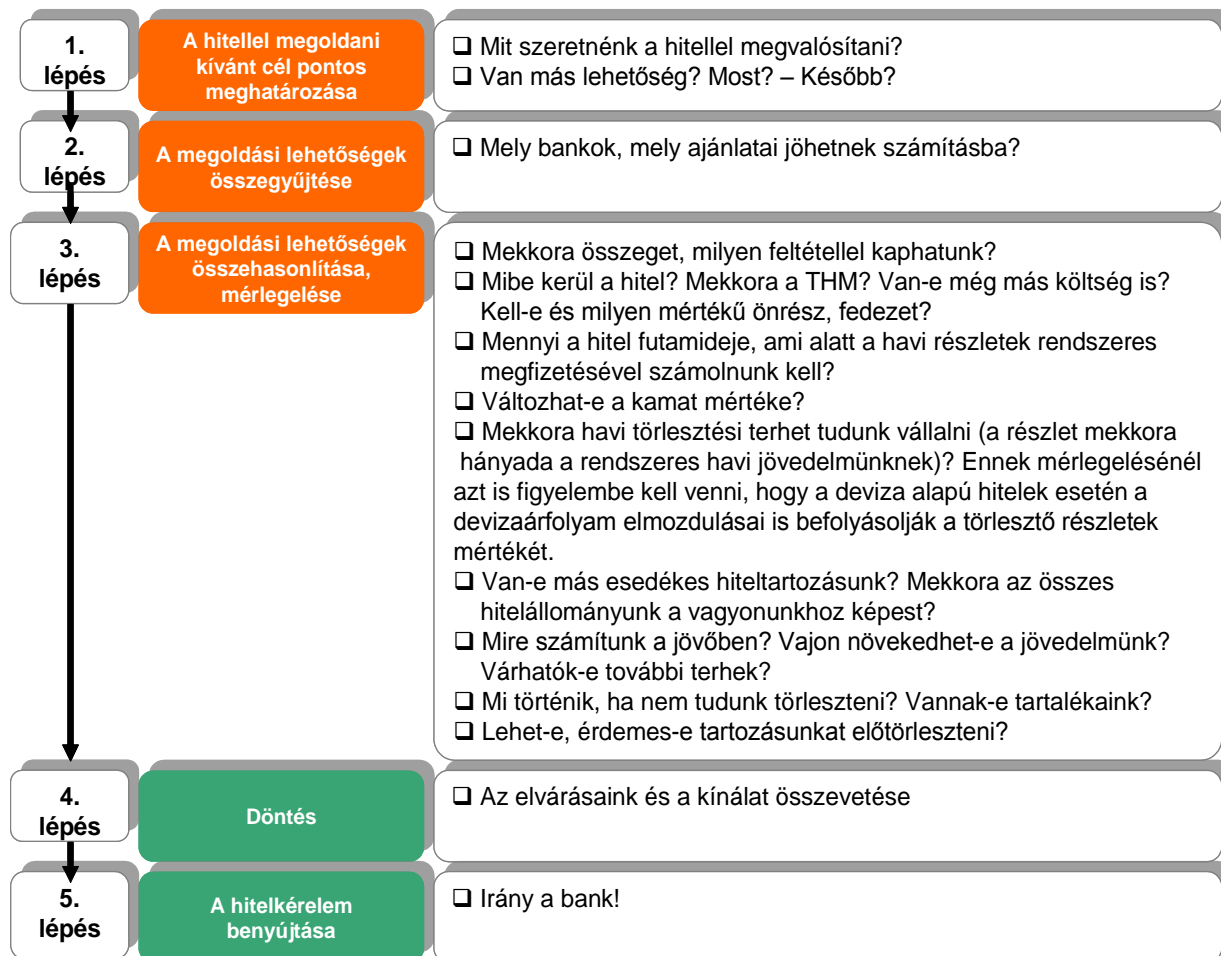 1.
lépés
A hitellel megoldani
kívánt cél pontos
meghatározása
❑ Mit szeretnénk a hitellel megvalósítani?
❑ Van más lehetőség? Most? – Később?
2.
lépés
A megoldási lehetőségek
összegyűjtése
❑ Mely bankok, mely ajánlatai jöhetnek számításba?
3.
lépés
A megoldási lehetőségek
összehasonlítása,
mérlegelése
❑ Mekkora összeget, milyen feltétellel kaphatunk?
❑ Mibe kerül a hitel? Mekkora a THM? Van-e még más költség is?
Kell-e és milyen mértékű önrész, fedezet?
❑ Mennyi a hitel futamideje, ami alatt a havi részletek rendszeres
megfizetésével számolnunk kell?
❑ Változhat-e a kamat mértéke?
❑ Mekkora havi törlesztési terhet tudunk vállalni (a részlet mekkora
hányada a rendszeres havi jövedelmünknek)? Ennek mérlegelésénél
azt is figyelembe kell venni, hogy a deviza alapú hitelek esetén a
devizaárfolyam elmozdulásai is befolyásolják a törlesztő részletek
mértékét.
❑ Van-e más esedékes hiteltartozásunk? Mekkora az összes
hitelállományunk a vagyonunkhoz képest?
❑ Mire számítunk a jövőben? Vajon növekedhet-e a jövedelmünk?
Várhatók-e további terhek?
❑ Mi történik, ha nem tudunk törleszteni? Vannak-e tartalékaink?
❑ Lehet-e, érdemes-e tartozásunkat előtörleszteni?
4.
lépés
Döntés
❑ Az elvárásaink és a kínálat összevetése
5.
lépés
A hitelkérelem
benyújtása
❑ Irány a bank!